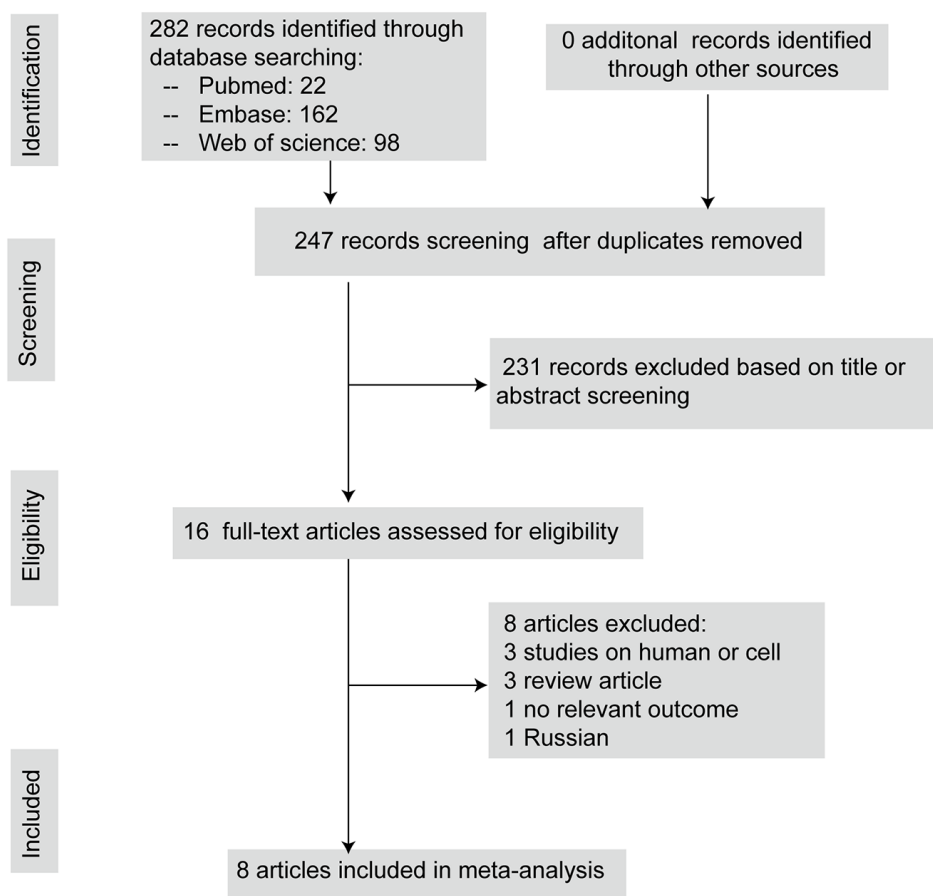 Identification
282 records identified through
database searching:
-- Pubmed: 22
-- Embase: 162
-- Web of science: 98
0 additonal records identified
through other sources
Screening
247 records screening after duplicates removed
231 records excluded based on title or
abstract screening
Eligibility
16 full-text articles assessed for eligibility
8 articles excluded:
3 studies on human or cell
3 review article
1 no relevant outcome
1 Russian
Included
8 articles included in meta-analysis